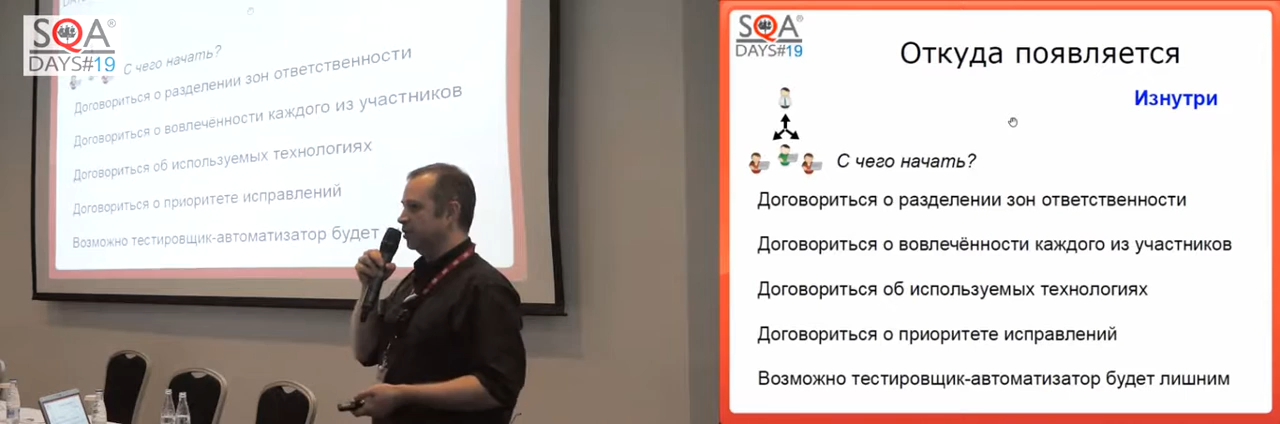 SQA®
DAYS#19
С чего начать?
Договориться о разделении зон ответственности
Договориться о вовлечённости каждого из участников
Договориться об используемых технологиях
Договориться о приоритете исправлений
Возможно тестировщик-автоматизатор будет
SQA®
DAYS#19
Откуда появляется
Изнутри
С чего начать?
Договориться о разделении зон ответственности
Договориться о вовлечённости каждого из участников
Договориться об используемых технологиях
Договориться о приоритете исправлений
Возможно тестировщик-автоматизатор будет лишним